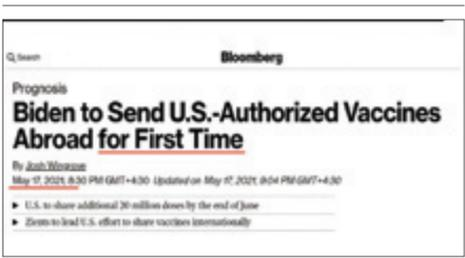 Search
Bloomberg
Prognosis
Biden to Send U.S.-Authorized Vaccines
Abroad for First Time
By Josh Wingrove
May 17, 2021, 8:30 PM GMT+4:30 Updated on May 17, 2021, 9:04 PM GMT+4:30
▶ U.S. to share additional 20 million doses by the end of June
▶ Zients to lead U.S. effort to share vaccines internationally